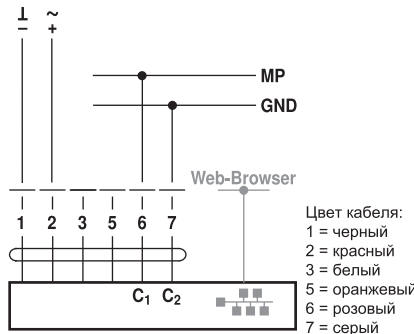 ⊥ ~
− +
MP
GND
Web-Browser
1 2 3 5 6 7
C₁ C₂
Цвет кабеля:
1 = черный
2 = красный
3 = белый
5 = оранжевый
6 = розовый
7 = серый